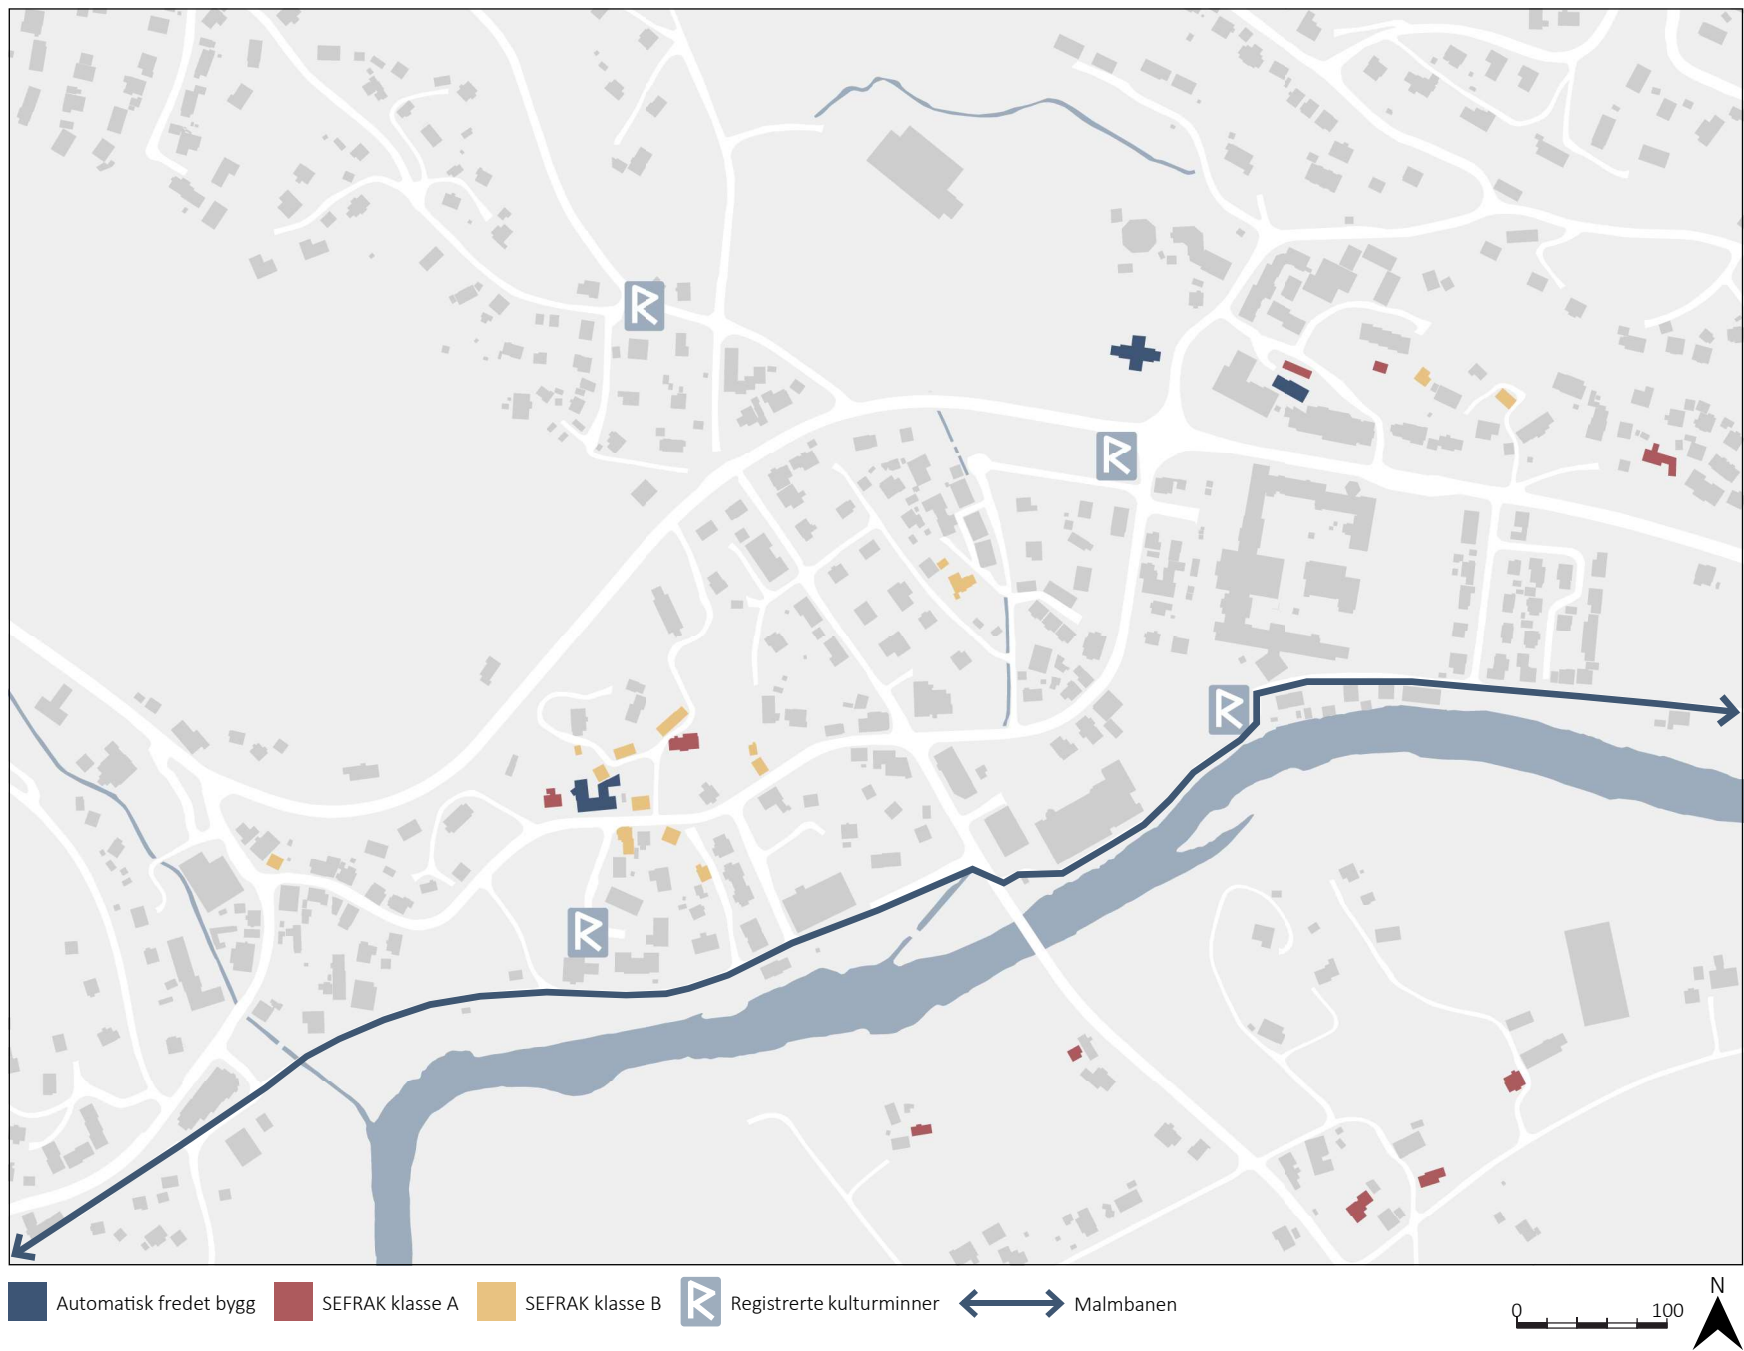 R
R
R
R
Automatisk fredet bygg
SEFRAK klasse A
SEFRAK klasse B
R
Registrerte kulturminner
Malmbanen
0
100
N